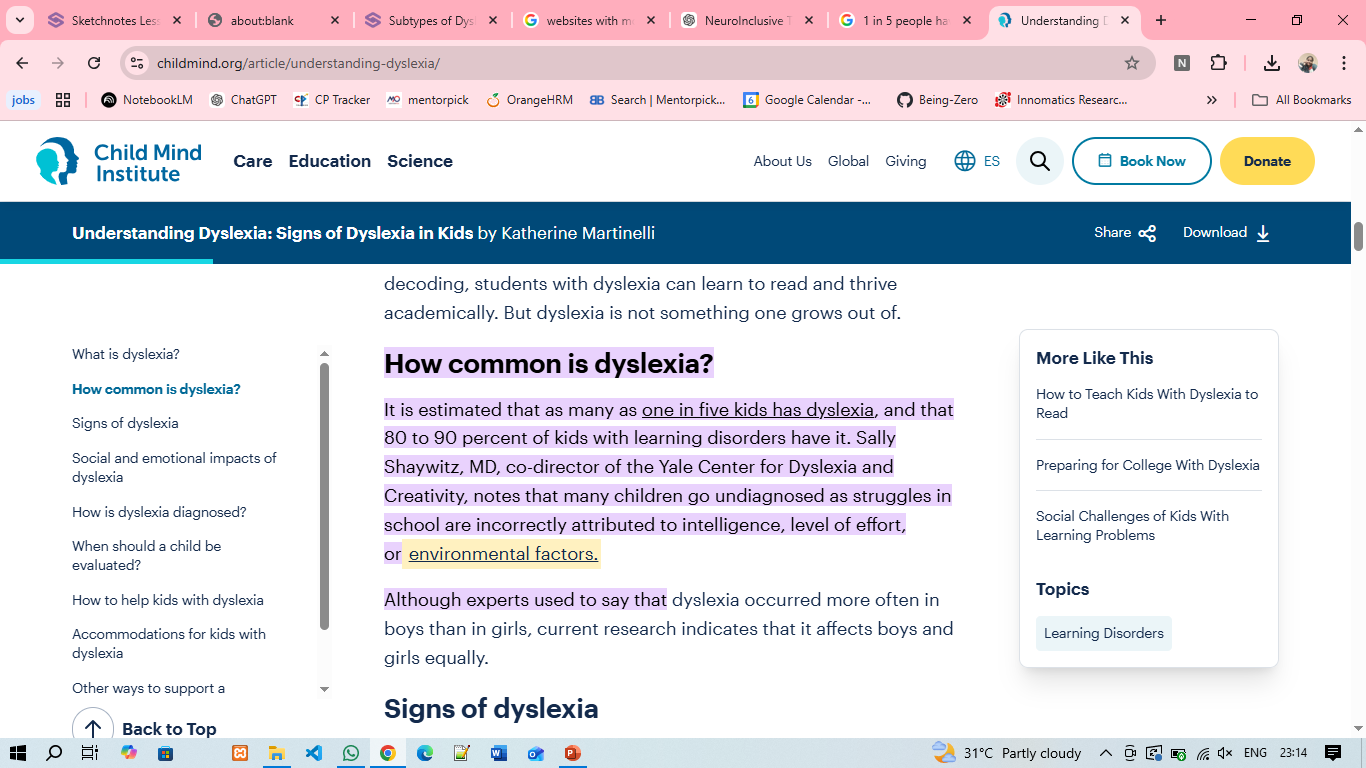 Sketchnotes Les
about:blank
Subtypes of Dys
websites with m
NeuroInclusive T
1 in 5 people ha
Understanding D
childmind.org/article/understanding-dyslexia/
N
jobs
NotebookLM
ChatGPT
CP Tracker
mentorpick
OrangeHRM
Search | Mentorpick...
Google Calendar -...
Being-Zero
Innomatics Researc...
All Bookmarks
Child Mind
Institute
Care
Education
Science
About Us
Global
Giving
ES
Book Now
Donate
Understanding Dyslexia: Signs of Dyslexia in Kids by Katherine Martinelli
Share
Download
What is dyslexia?
How common is dyslexia?
Signs of dyslexia
Social and emotional impacts of
dyslexia
How is dyslexia diagnosed?
When should a child be
evaluated?
How to help kids with dyslexia
Accommodations for kids with
dyslexia
Other ways to support a
Back to Top
decoding, students with dyslexia can learn to read and thrive
academically. But dyslexia is not something one grows out of.
How common is dyslexia?
It is estimated that as many as one in five kids has dyslexia, and that
80 to 90 percent of kids with learning disorders have it. Sally
Shaywitz, MD, co-director of the Yale Center for Dyslexia and
Creativity, notes that many children go undiagnosed as struggles in
school are incorrectly attributed to intelligence, level of effort,
or environmental factors.
Although experts used to say that dyslexia occurred more often in
boys than in girls, current research indicates that it affects boys and
girls equally.
Signs of dyslexia
More Like This
How to Teach Kids With Dyslexia to
Read
Preparing for College With Dyslexia
Social Challenges of Kids With
Learning Problems
Topics
Learning Disorders
31°C Partly cloudy
ENG
23:14